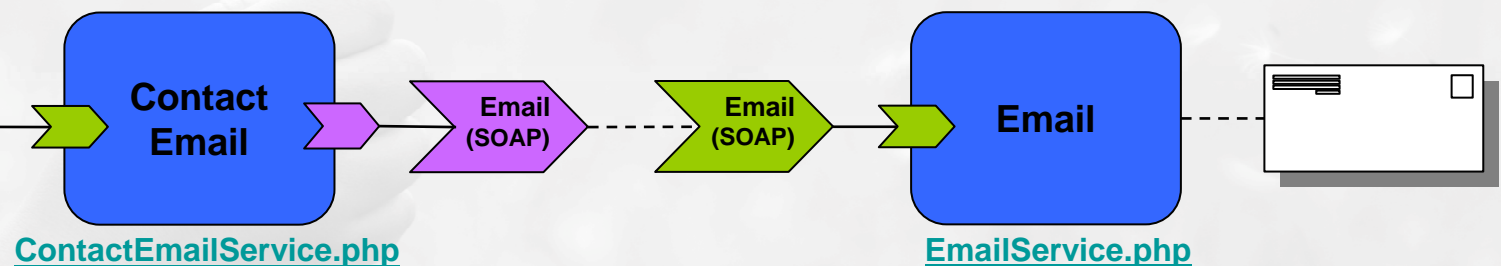 Contact
Email
Email
(SOAP)
Email
(SOAP)
Email
ContactEmailService.php
EmailService.php